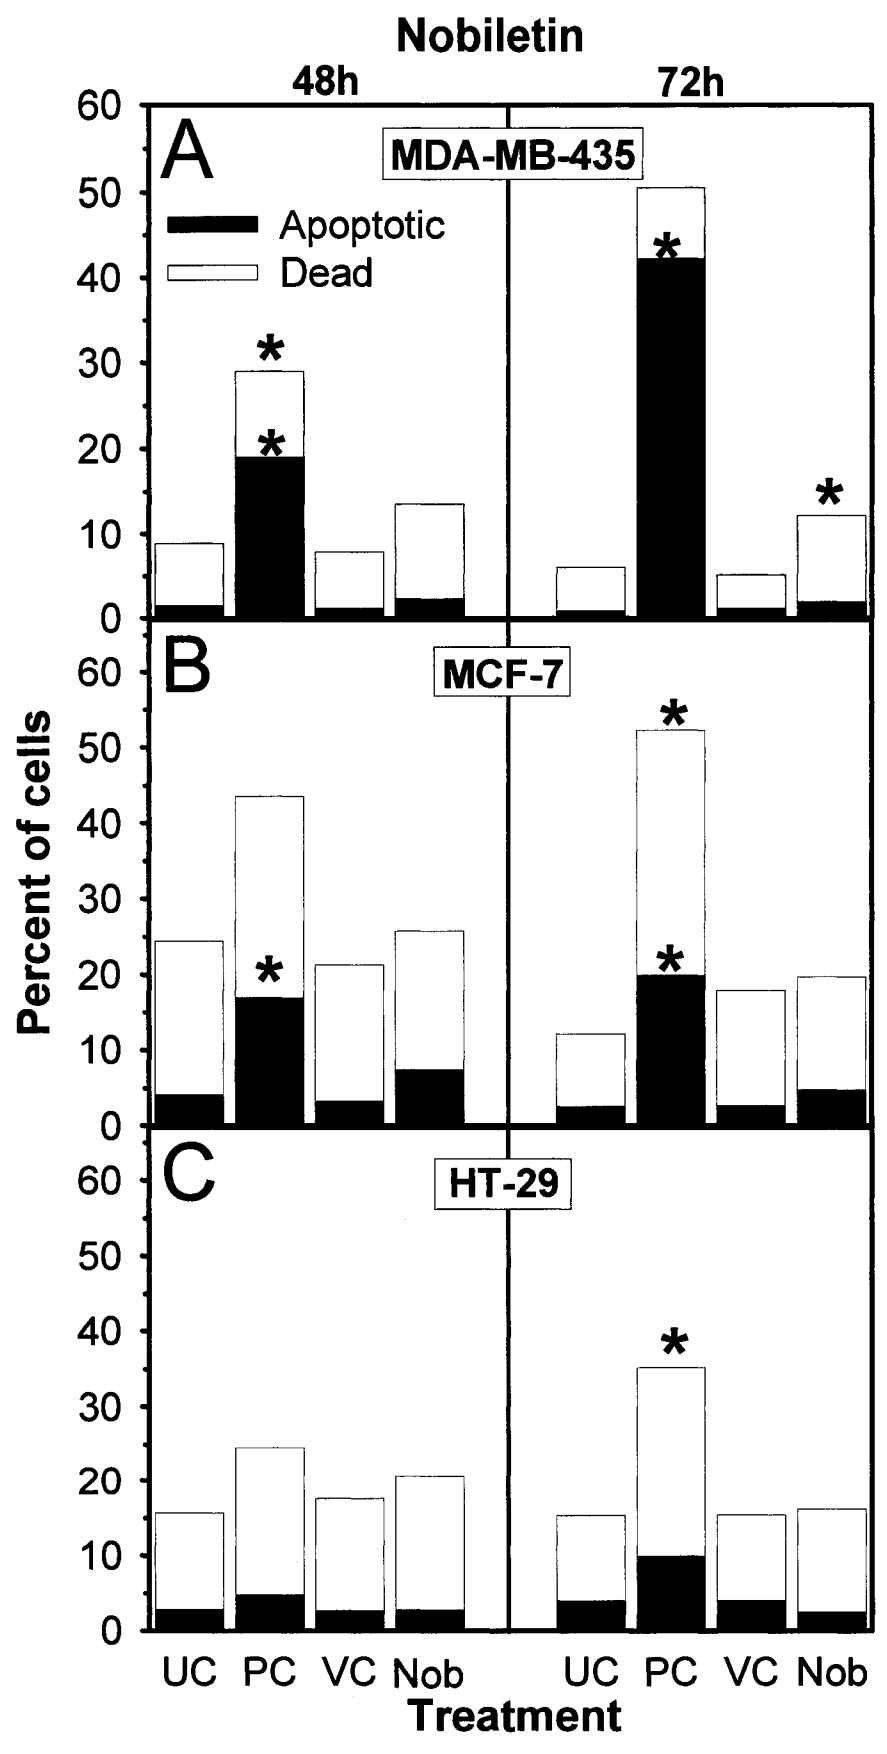 Nobiletin
48h 72h
60
A
MDA-MB-435
50
Apoptotic
40
Dead
30
*
*
*
20
*
10
0
B
MCF-7
60
*
50
40
Percent of cells
30
*
*
20
10
0
C
HT-29
60
50
40
*
30
20
10
0
UC PC VC Nob UC PC VC Nob
Treatment